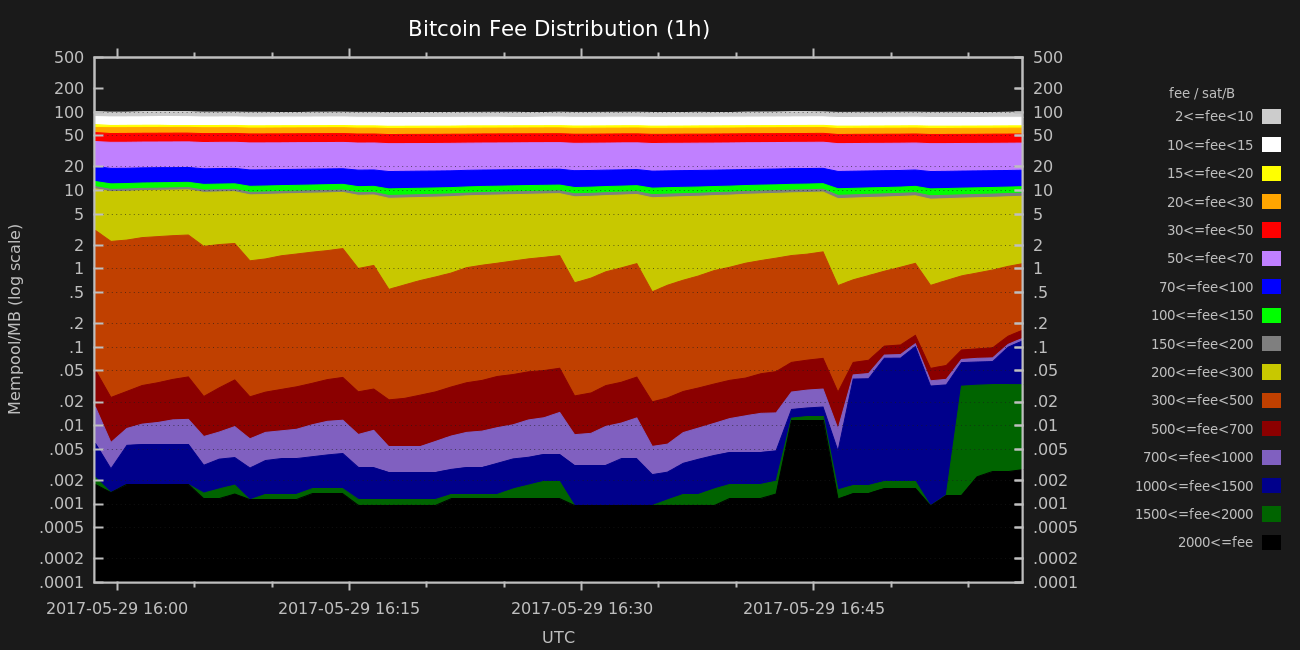 Bitcoin Fee Distribution (1h)
500 500
200 200
100 100
50 50
20 20
10 10
5 5
2 2
1 1
.5 .5
.2 .2
.1 .1
.05 .05
.02 .02
.01 .01
.005 .005
.002 .002
.001 .001
.0005 .0005
.0002 .0002
.0001 .0001
Mempool/MB (log scale)
2017-05-29 16:00 2017-05-29 16:15 2017-05-29 16:30 2017-05-29 16:45
UTC
fee / sat/B
2<=fee<10
10<=fee<15
15<=fee<20
20<=fee<30
30<=fee<50
50<=fee<70
70<=fee<100
100<=fee<150
150<=fee<200
200<=fee<300
300<=fee<500
500<=fee<700
700<=fee<1000
1000<=fee<1500
1500<=fee<2000
2000<=fee